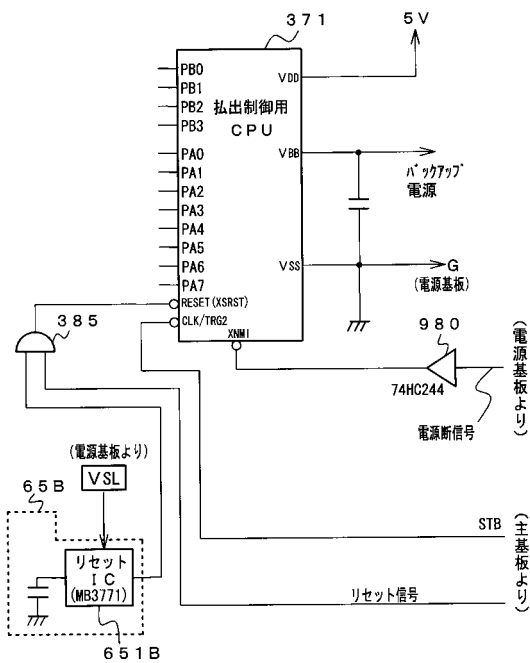 371
5V
PB0
PB1
PB2
PB3
PA0
PA1
PA2
PA3
PA4
PA5
PA6
PA7
RESET(XSRST)
CLK/TRG2
払出制御用
CPU
VDD
VBB
VSS
XNMI
バックアップ
電源
G
(電源基板)
385
980
74HC244
電源断信号
(電源基板より)
(電源基板より)
65B
VSL
リセット
IC
(MB3771)
651B
STB
リセット信号
(主基板より)